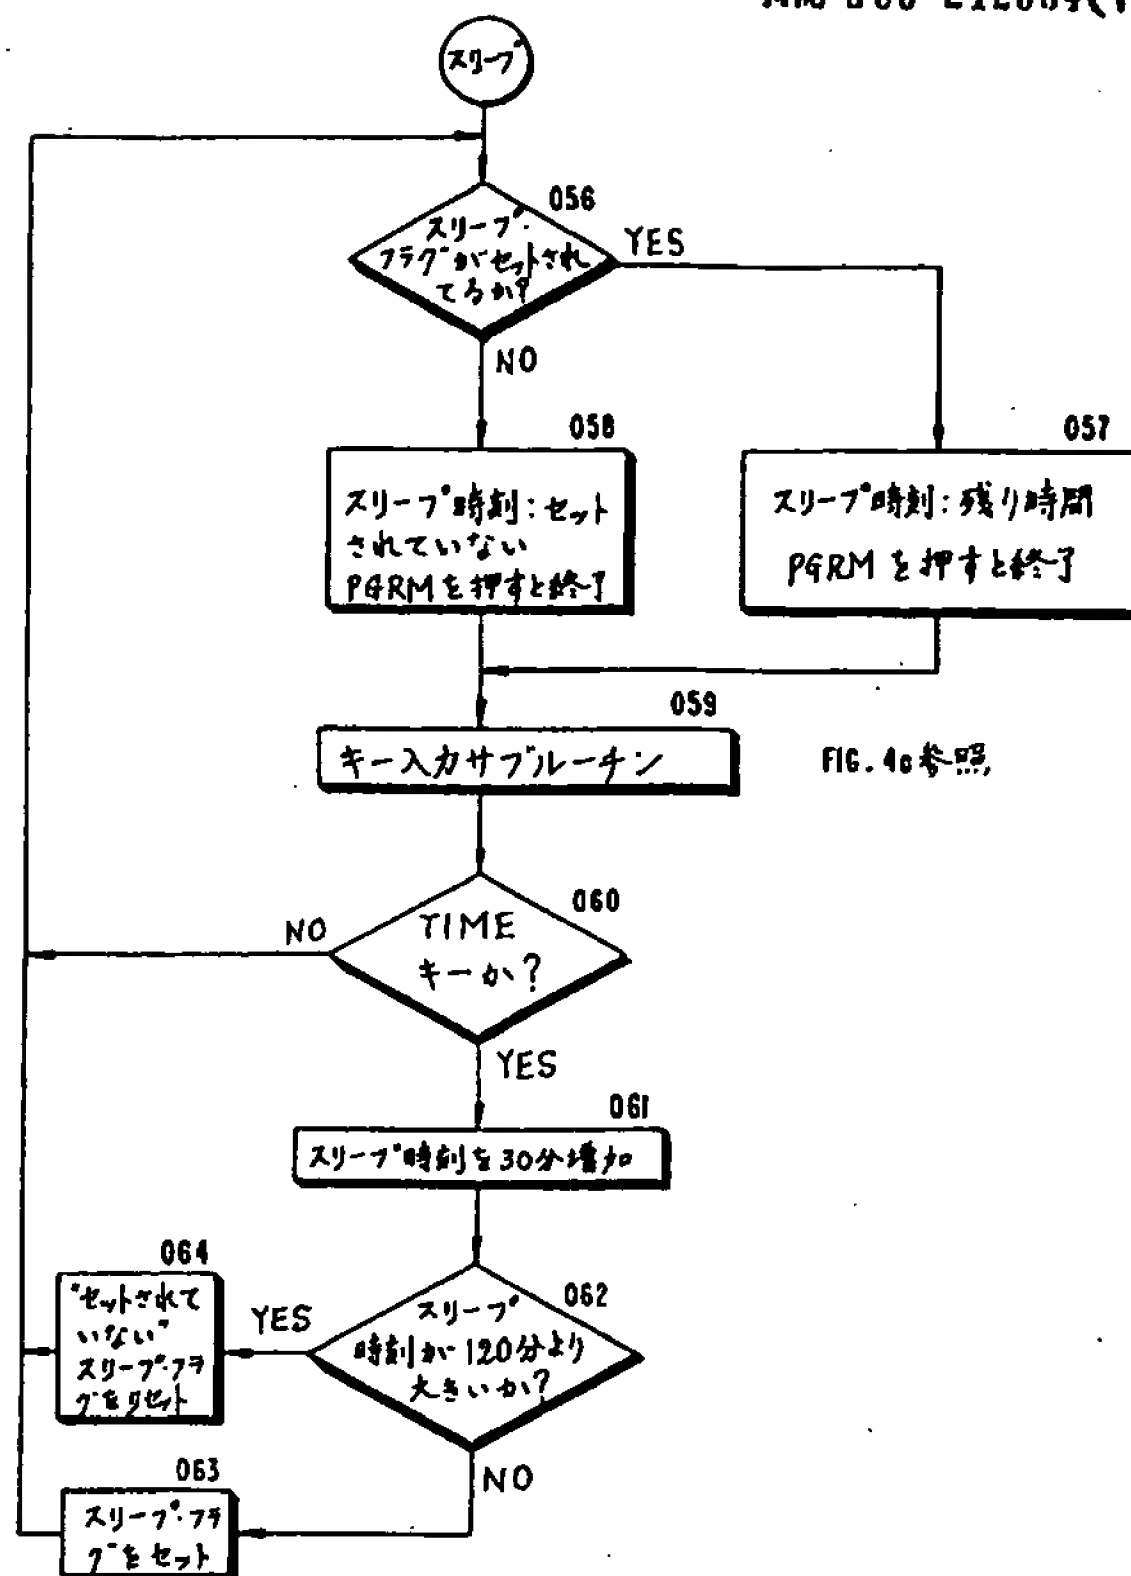 スリープ
056
スリープ・
フラグがセットされ
てるか?
YES
NO
058
スリープ時刻:セット
されていない
PGRMを押すと終了
057
スリープ時刻:残り時間
PGRMを押すと終了
059
キー入力サブルーチン
FIG.4c参照
060
TIME
キーか?
NO
YES
061
スリープ時刻を30分増加
062
スリープ
時刻が120分より
大きいか?
YES
NO
064
"セットされて
いない"
スリープ・フラ
グをリセット
063
スリープ・フラ
グをセット